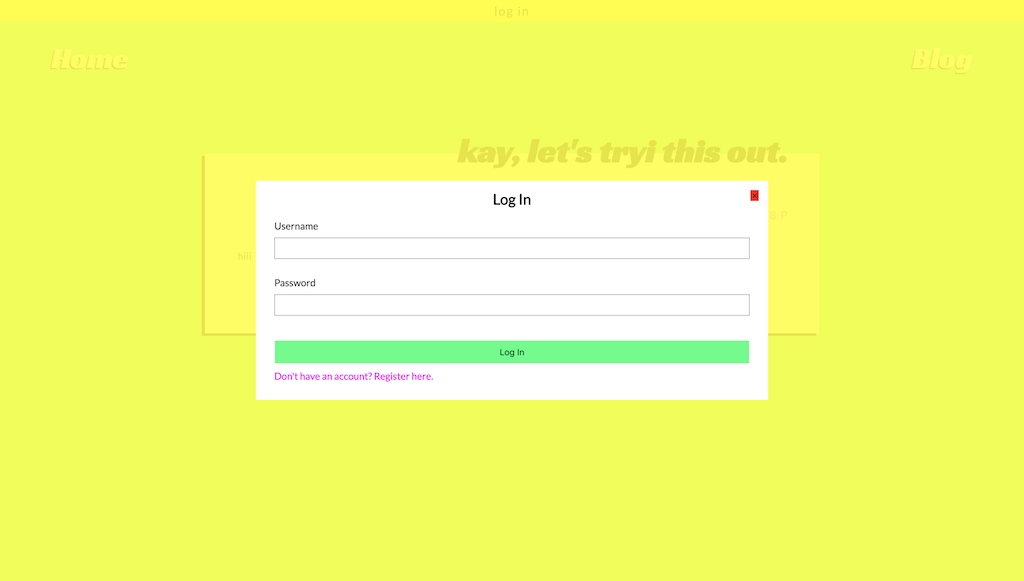 log in
Home
Blog
kay, let's tryi this out.
Log In
Username
hiii
Password
Log In
Don't have an account? Register here.